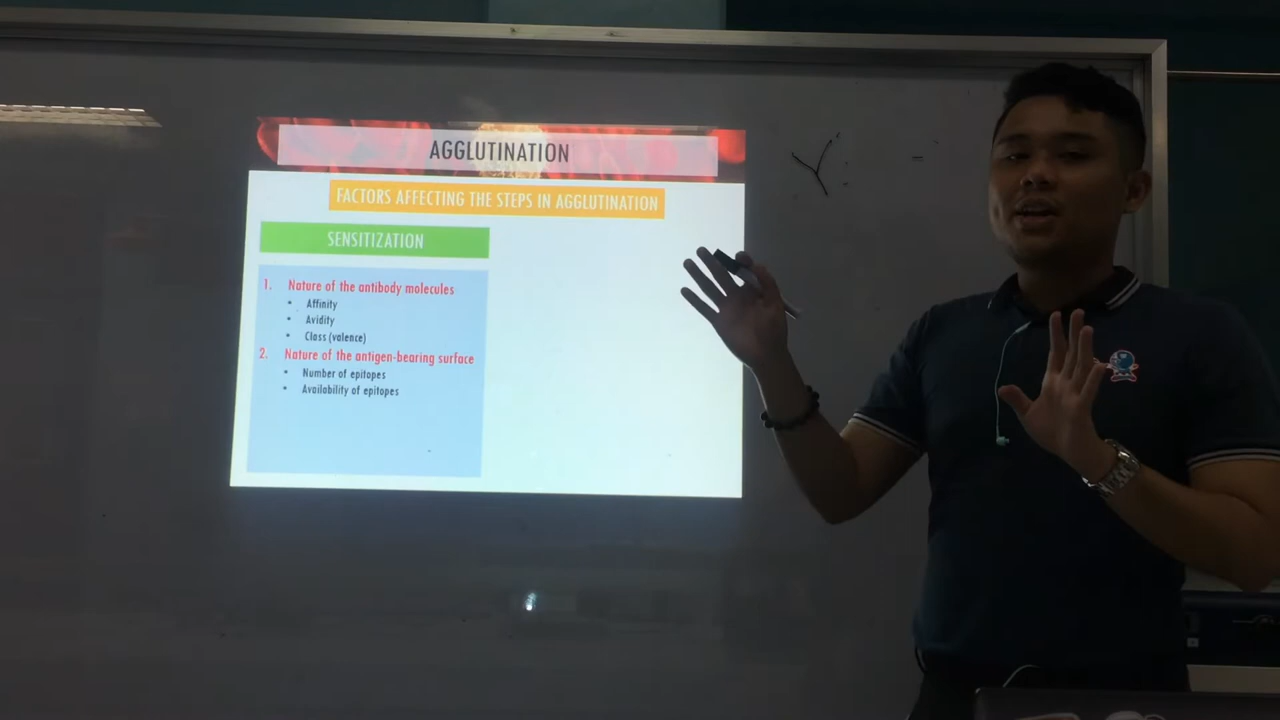 AGGLUTINATION
FACTORS AFFECTING THE STEPS IN AGGLUTINATION
SENSITIZATION
1. Nature of the antibody molecules
▪ Affinity
▪ Avidity
▪ Class (valence)
2. Nature of the antigen-bearing surface
▪ Number of epitopes
▪ Availability of epitopes